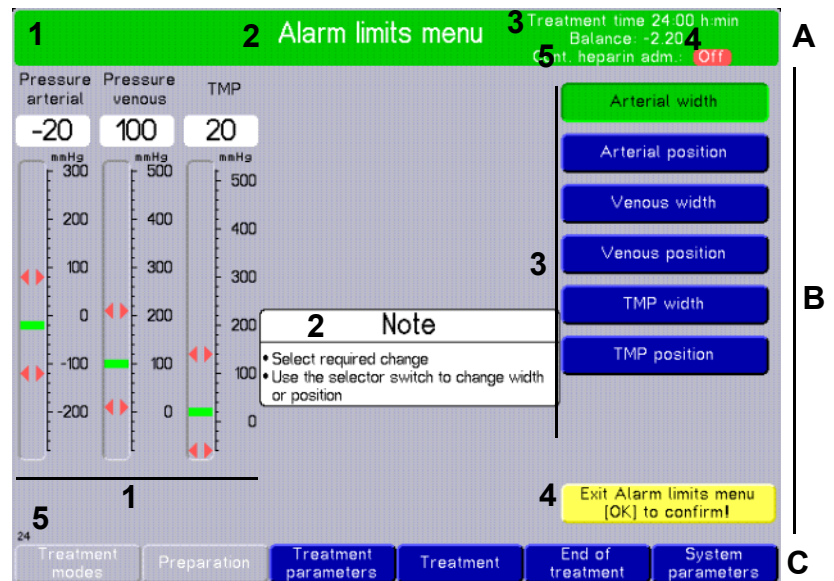 1
2 Alarm limits menu
3 Treatment time 24:00 h:min
Balance: -2.20
4
5 Cont. heparin adm.: Off
A
Pressure arterial
Pressure venous
TMP
-20
100
20
mmHg
300
200
100
0
-100
-200
mmHg
500
400
300
200
100
0
mmHg
500
400
300
200
100
0
1
2 Note
• Select required change
• Use the selector switch to change width
or position
3
Arterial width
Arterial position
Venous width
Venous position
TMP width
TMP position
B
4
Exit Alarm limits menu
[OK] to confirm!
5
24
Treatment
modes
Preparation
Treatment
parameters
Treatment
End of
treatment
System
parameters
C